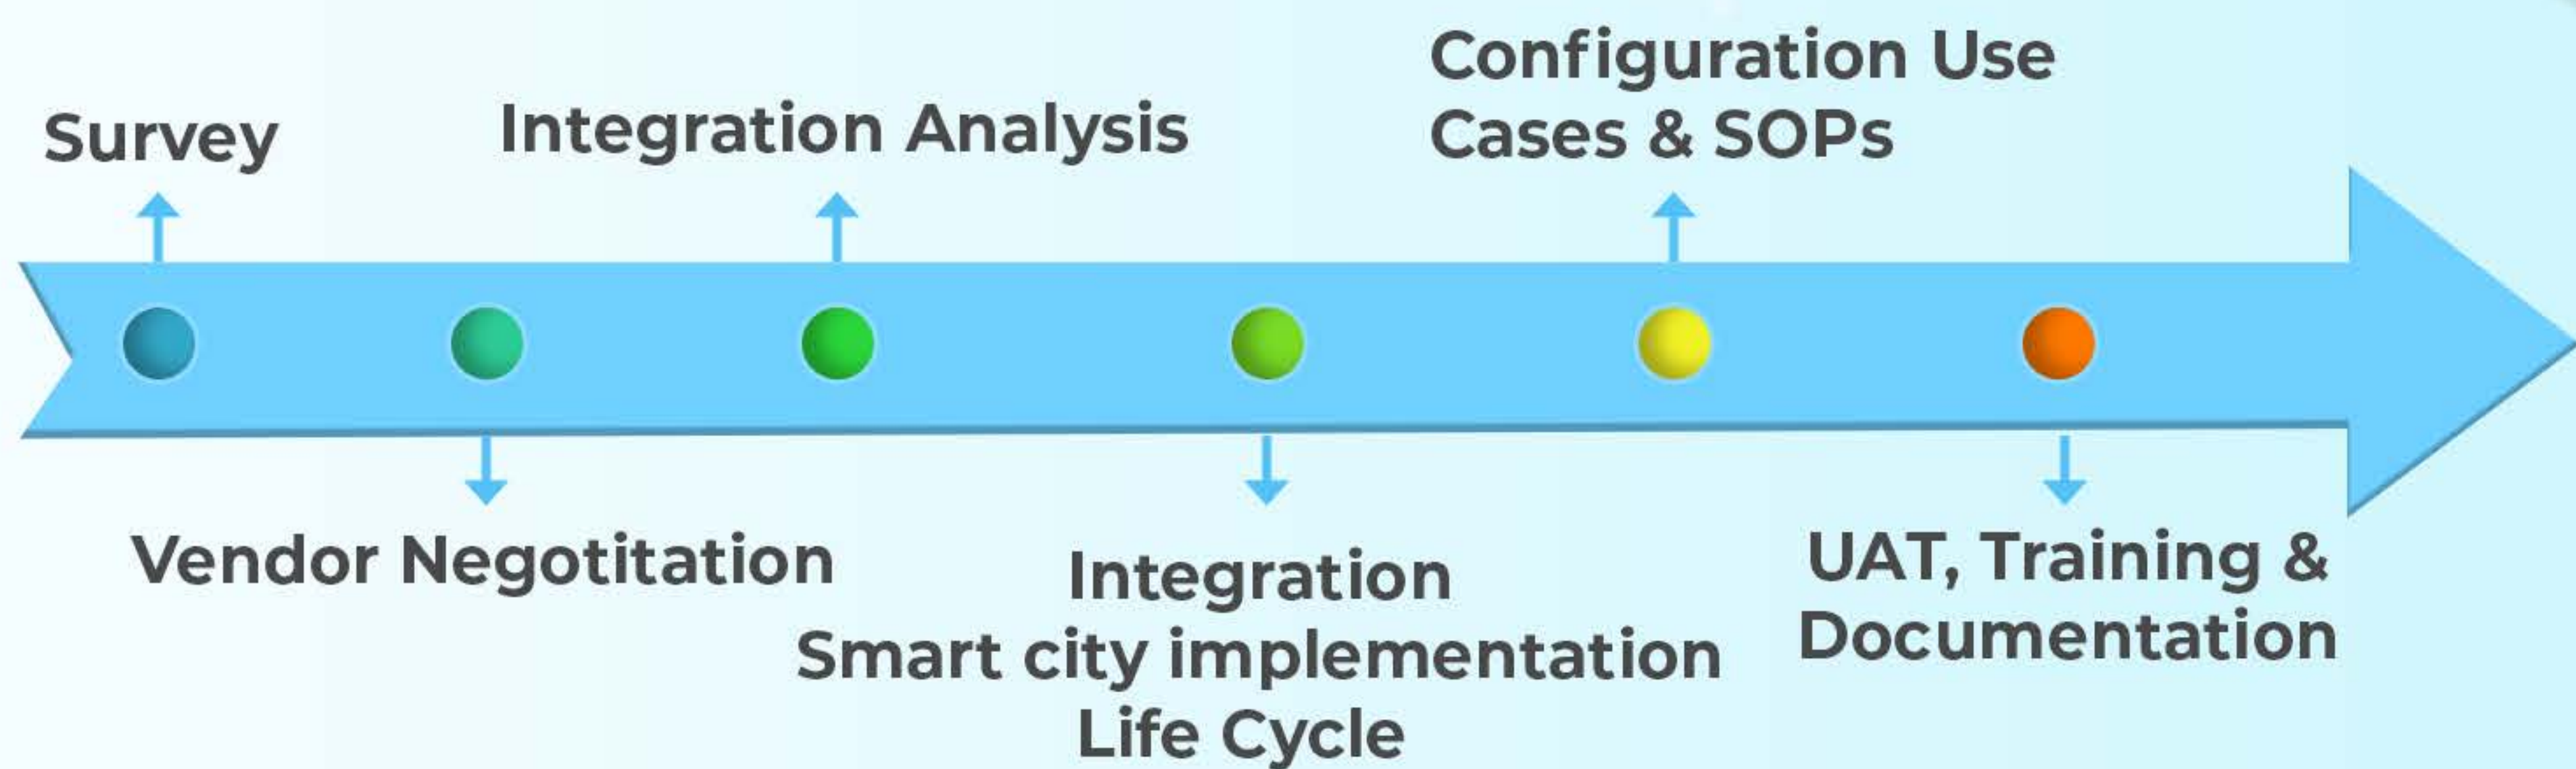 Survey
Integration Analysis
Configuration Use
Cases & SOPs
Vendor Negotitation
Integration
Smart city implementation
Life Cycle
UAT, Training &
Documentation